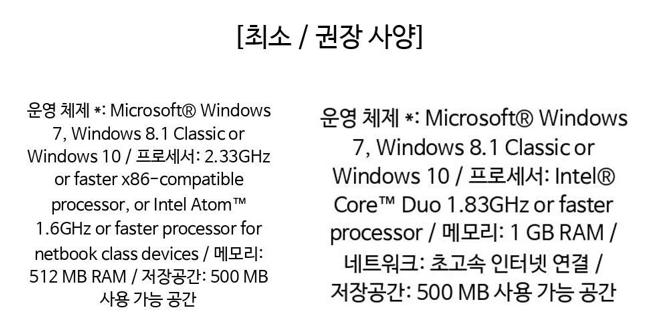 [최소 / 권장 사양]
운영 체제 *: Microsoft® Windows
7, Windows 8.1 Classic or
Windows 10 / 프로세서: 2.33GHz
or faster x86-compatible
processor, or Intel Atom™
1.6GHz or faster processor for
netbook class devices / 메모리:
512 MB RAM / 저장공간: 500 MB
사용 가능 공간
운영 체제 *: Microsoft® Windows
7, Windows 8.1 Classic or
Windows 10 / 프로세서: Intel®
Core™ Duo 1.83GHz or faster
processor / 메모리: 1 GB RAM /
네트워크: 초고속 인터넷 연결 /
저장공간: 500 MB 사용 가능 공간